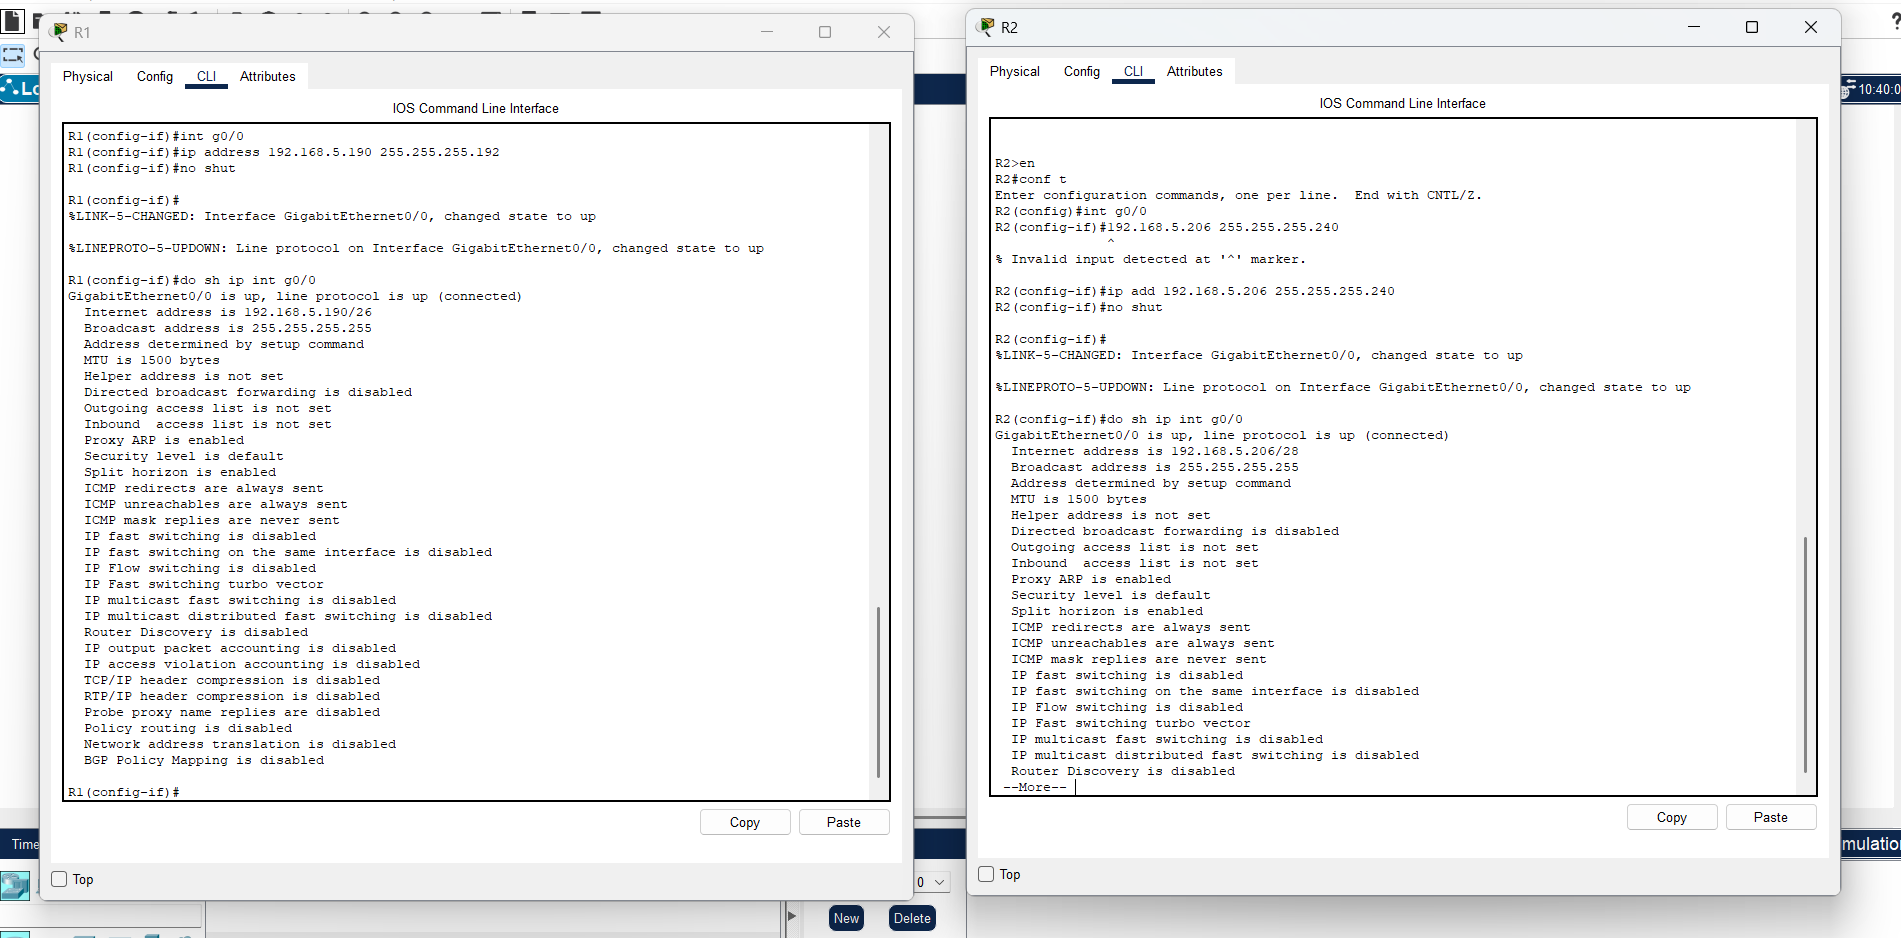 R1
Physical Config CLI Attributes
IOS Command Line Interface
R1(config-if)#int g0/0
R1(config-if)#ip address 192.168.5.190 255.255.255.192
R1(config-if)#no shut
R1(config-if)#
%LINK-5-CHANGED: Interface GigabitEthernet0/0, changed state to up
%LINEPROTO-5-UPDOWN: Line protocol on Interface GigabitEthernet0/0, changed state to up
R1(config-if)#do sh ip int g0/0
GigabitEthernet0/0 is up, line protocol is up (connected)
Internet address is 192.168.5.190/26
Broadcast address is 255.255.255.255
Address determined by setup command
MTU is 1500 bytes
Helper address is not set
Directed broadcast forwarding is disabled
Outgoing access list is not set
Inbound  access list is not set
Proxy ARP is enabled
Security level is default
Split horizon is enabled
ICMP redirects are always sent
ICMP unreachables are always sent
ICMP mask replies are never sent
IP fast switching is disabled
IP fast switching on the same interface is disabled
IP Flow switching is disabled
IP Fast switching turbo vector
IP multicast fast switching is disabled
IP multicast distributed fast switching is disabled
Router Discovery is disabled
IP output packet accounting is disabled
IP access violation accounting is disabled
TCP/IP header compression is disabled
RTP/IP header compression is disabled
Probe proxy name replies are disabled
Policy routing is disabled
Network address translation is disabled
BGP Policy Mapping is disabled
R1(config-if)#
Copy Paste
Top
R2
Physical Config CLI Attributes
IOS Command Line Interface
R2>en
R2#conf t
Enter configuration commands, one per line.  End with CNTL/Z.
R2(config)#int g0/0
R2(config-if)#192.168.5.206 255.255.255.240
^
% Invalid input detected at '^' marker.
R2(config-if)#ip add 192.168.5.206 255.255.255.240
R2(config-if)#no shut
R2(config-if)#
%LINK-5-CHANGED: Interface GigabitEthernet0/0, changed state to up
%LINEPROTO-5-UPDOWN: Line protocol on Interface GigabitEthernet0/0, changed state to up
R2(config-if)#do sh ip int g0/0
GigabitEthernet0/0 is up, line protocol is up (connected)
Internet address is 192.168.5.206/28
Broadcast address is 255.255.255.255
Address determined by setup command
MTU is 1500 bytes
Helper address is not set
Directed broadcast forwarding is disabled
Outgoing access list is not set
Inbound  access list is not set
Proxy ARP is enabled
Security level is default
Split horizon is enabled
ICMP redirects are always sent
ICMP unreachables are always sent
ICMP mask replies are never sent
IP fast switching is disabled
IP fast switching on the same interface is disabled
IP Flow switching is disabled
IP Fast switching turbo vector
IP multicast fast switching is disabled
IP multicast distributed fast switching is disabled
Router Discovery is disabled
--More--
Copy Paste
Top
Lo
10:40:0
Time
mulatio
0
New Delete